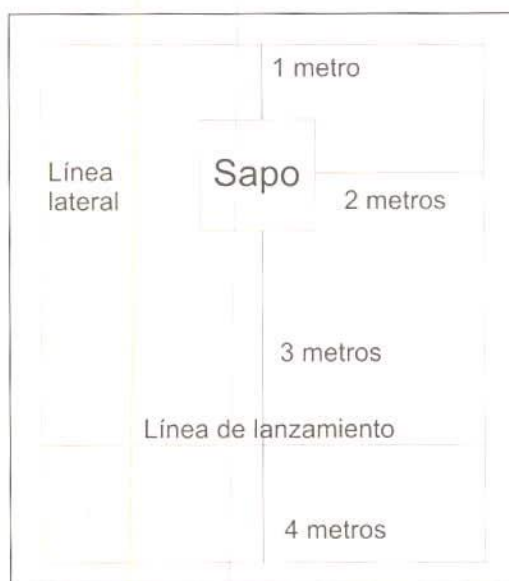 1 metro
Sapo
Línea
lateral
2 metros
3 metros
Línea de lanzamiento
4 metros